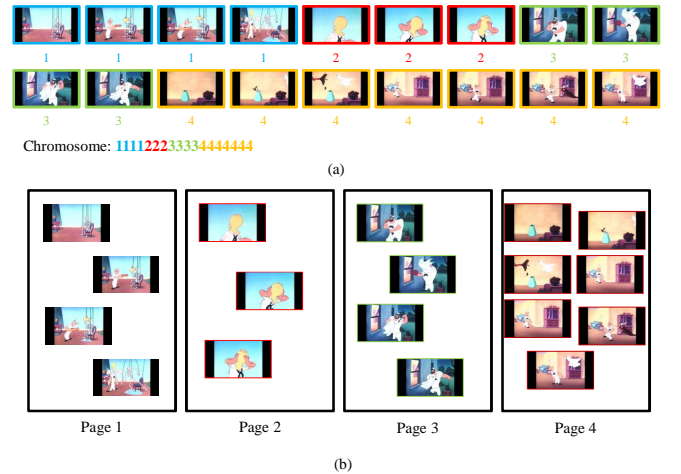 1 1 1 1 2 2 2 3 3
3 3 4 4 4 4 4 4 4
Chromosome: 111122233334444444
(a)
Page 1 Page 2 Page 3 Page 4
(b)